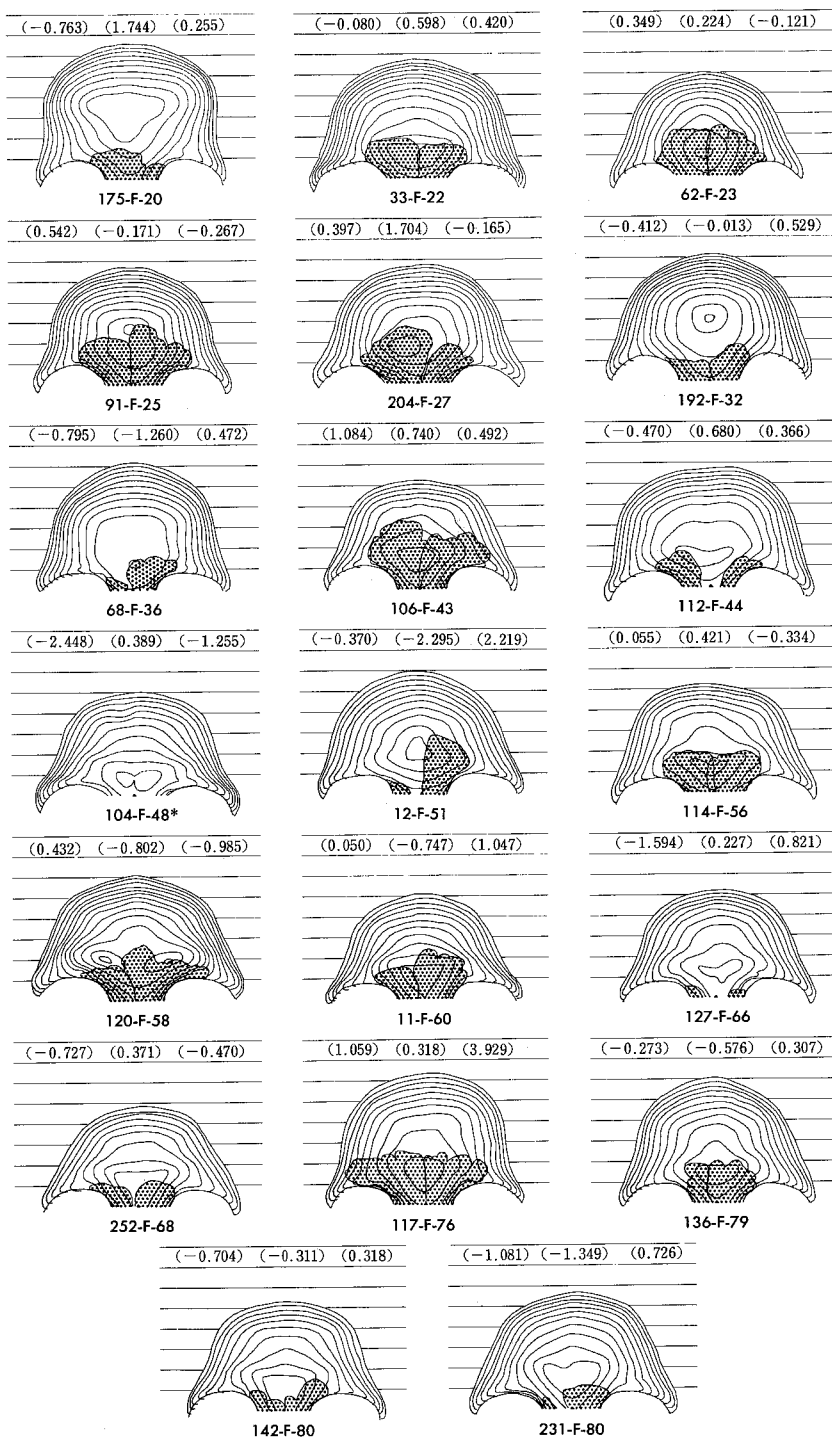 (−0.763) (1.744) (0.255)
175-F-20
(−0.080) (0.598) (0.420)
33-F-22
(0.349) (0.224) (−0.121)
62-F-23
(0.542) (−0.171) (−0.267)
91-F-25
(0.397) (1.704) (−0.165)
204-F-27
(−0.412) (−0.013) (0.529)
192-F-32
(−0.795) (−1.260) (0.472)
68-F-36
(1.084) (0.740) (0.492)
106-F-43
(−0.470) (0.680) (0.366)
112-F-44
(−2.448) (0.389) (−1.255)
104-F-48*
(−0.370) (−2.295) (2.219)
12-F-51
(0.055) (0.421) (−0.334)
114-F-56
(0.432) (−0.802) (−0.985)
120-F-58
(0.050) (−0.747) (1.047)
11-F-60
(−1.594) (0.227) (0.821)
127-F-66
(−0.727) (0.371) (−0.470)
252-F-68
(1.059) (0.318) (3.929)
117-F-76
(−0.273) (−0.576) (0.307)
136-F-79
(−0.704) (−0.311) (0.318)
142-F-80
(−1.081) (−1.349) (0.726)
231-F-80